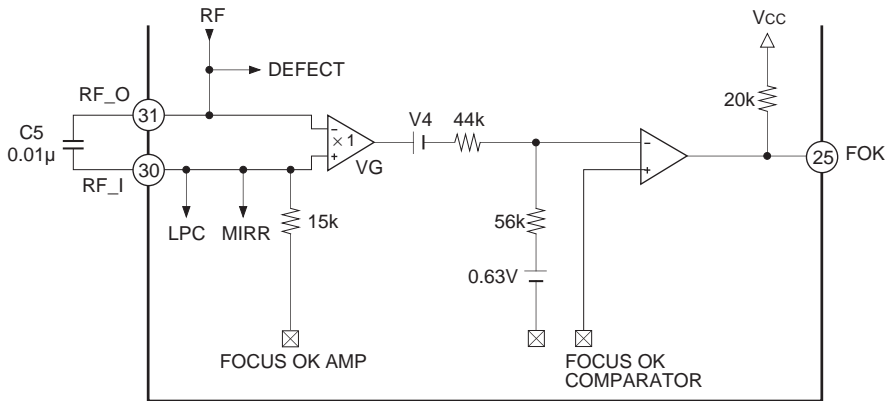 RF
DEFECT
RF_O
31
C5
0.01µ
30
RF_I
LPC
MIRR
15k
−
× 1
+
VG
V4
44k
56k
0.63V
−
+
VCC
20k
25
FOK
FOCUS OK AMP
FOCUS OK
COMPARATOR